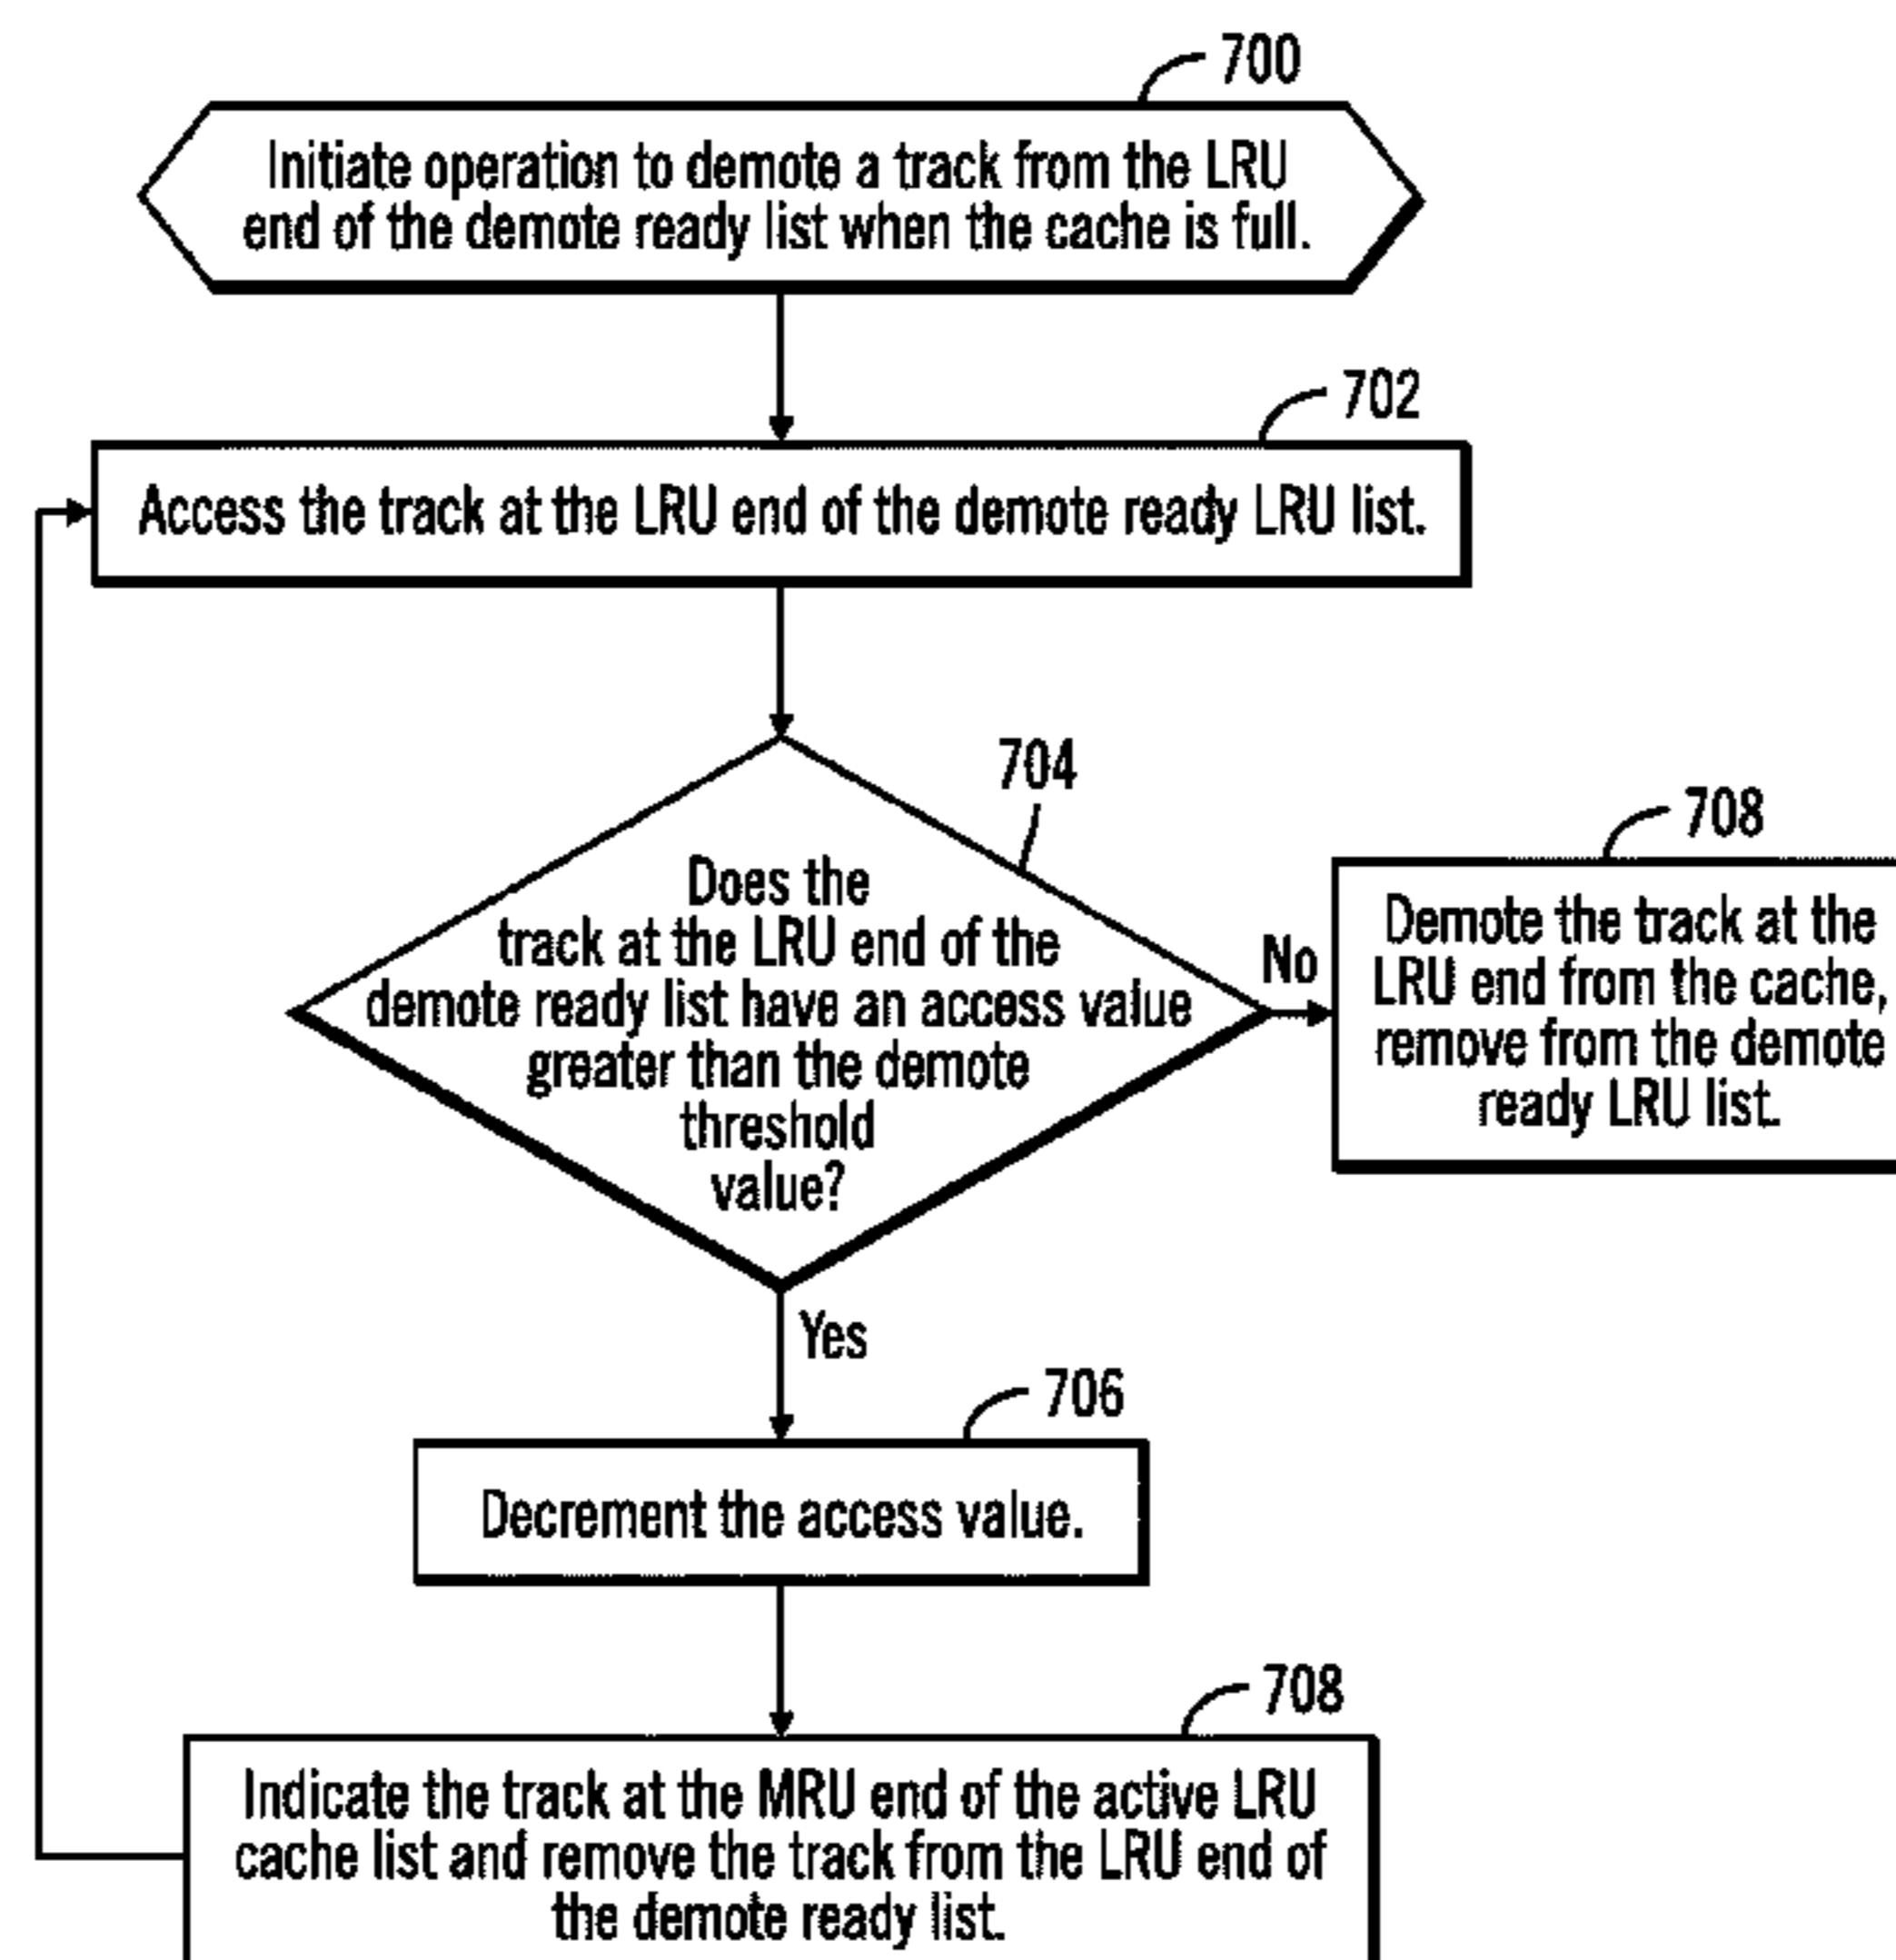 700
Initiate operation to demote a track from the LRU
end of the demote ready list when the cache is full.
702
Access the track at the LRU end of the demote ready LRU list.
704
Does the
track at the LRU end of the
demote ready list have an access value
greater than the demote
threshold
value?
No
708
Demote the track at the
LRU end from the cache,
remove from the demote
ready LRU list.
Yes
706
Decrement the access value.
708
Indicate the track at the MRU end of the active LRU
cache list and remove the track from the LRU end of
the demote ready list.